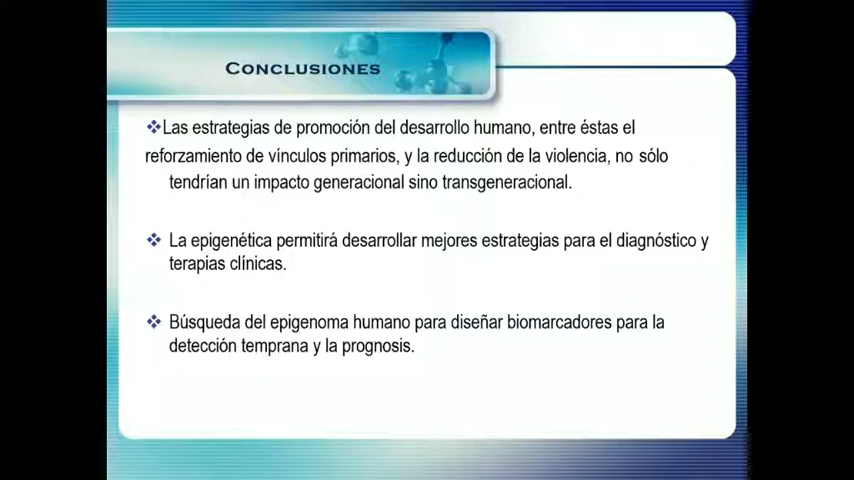 CONCLUSIONES
❖Las estrategias de promoción del desarrollo humano, entre éstas el
reforzamiento de vínculos primarios, y la reducción de la violencia, no sólo
tendrían un impacto generacional sino transgeneracional.
❖ La epigenética permitirá desarrollar mejores estrategias para el diagnóstico y
terapias clínicas.
❖ Búsqueda del epigenoma humano para diseñar biomarcadores para la
detección temprana y la prognosis.